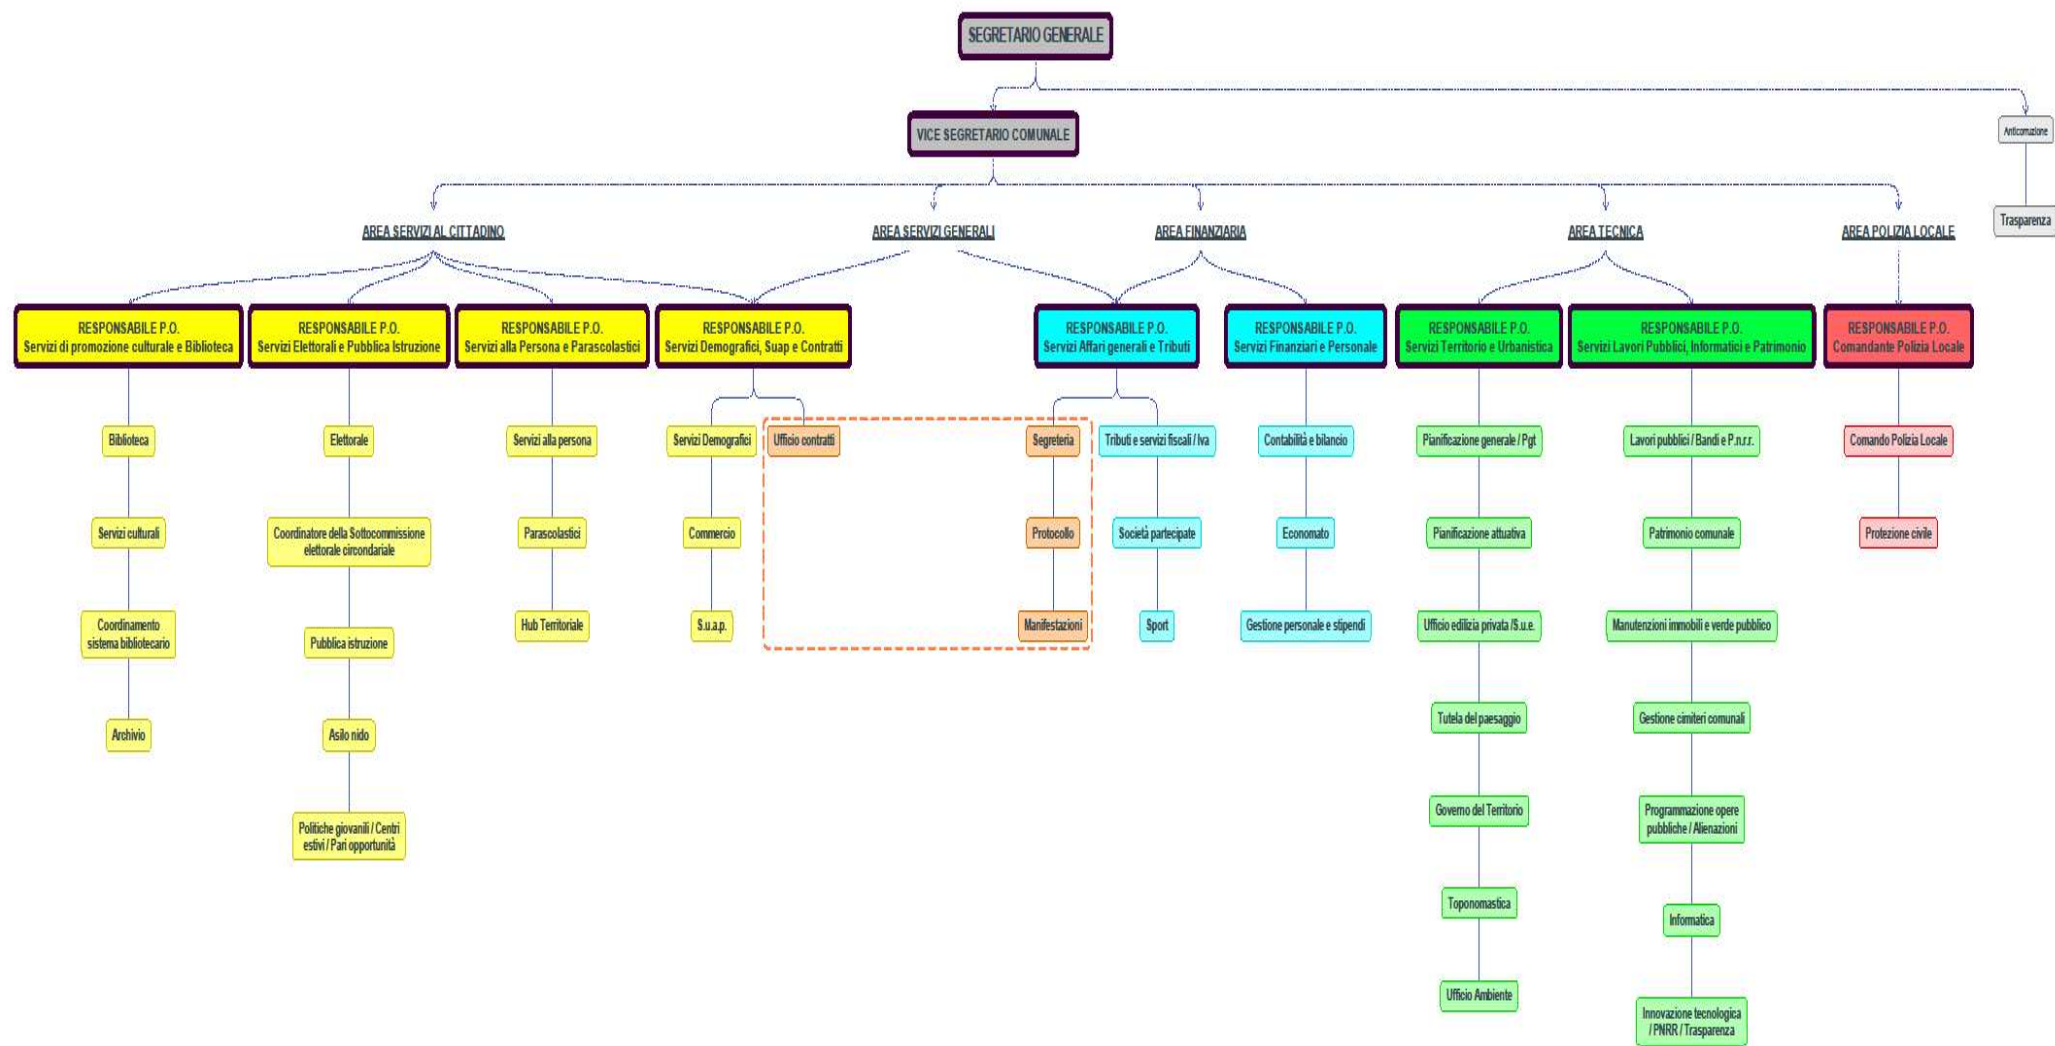 SEGRETARIO GENERALE
VICE SEGRETARIO COMUNALE
Anticorruzione
Trasparenza
AREA SERVIZI AL CITTADINO
AREA SERVIZI GENERALI
AREA FINANZIARIA
AREA TECNICA
AREA POLIZIA LOCALE
RESPONSABILE P.O.
Servizi di promozione culturale e Biblioteca
RESPONSABILE P.O.
Servizi Elettorali e Pubblica Istruzione
RESPONSABILE P.O.
Servizi alla Persona e Parascolastici
RESPONSABILE P.O.
Servizi Demografici, Suap e Contratti
RESPONSABILE P.O.
Servizi Affari generali e Tributi
RESPONSABILE P.O.
Servizi Finanziari e Personale
RESPONSABILE P.O.
Servizi Territorio e Urbanistica
RESPONSABILE P.O.
Servizi Lavori Pubblici, Informatici e Patrimonio
RESPONSABILE P.O.
Comandante Polizia Locale
Biblioteca
Servizi culturali
Coordinamento
sistema bibliotecario
Archivio
Elettorale
Coordinatore della Sottocommissione
elettorale circondariale
Pubblica istruzione
Asilo nido
Politiche giovanili / Centri
estivi / Pari opportunità
Servizi alla persona
Parascolastici
Hub Territoriale
Servizi Demografici
Commercio
S.u.a.p.
Ufficio contratti
Segreteria
Protocollo
Manifestazioni
Tributi e servizi fiscali / Iva
Società partecipate
Sport
Contabilità e bilancio
Economato
Gestione personale e stipendi
Pianificazione generale / Pgt
Pianificazione attuativa
Ufficio edilizia privata /S.u.e.
Tutela del paesaggio
Governo del Territorio
Toponomastica
Ufficio Ambiente
Lavori pubblici / Bandi e P.n.r.r.
Patrimonio comunale
Manutenzioni immobili e verde pubblico
Gestione cimiteri comunali
Programmazione opere
pubbliche / Alienazioni
Informatica
Innovazione tecnologica
/ PNRR / Trasparenza
Comando Polizia Locale
Protezione civile